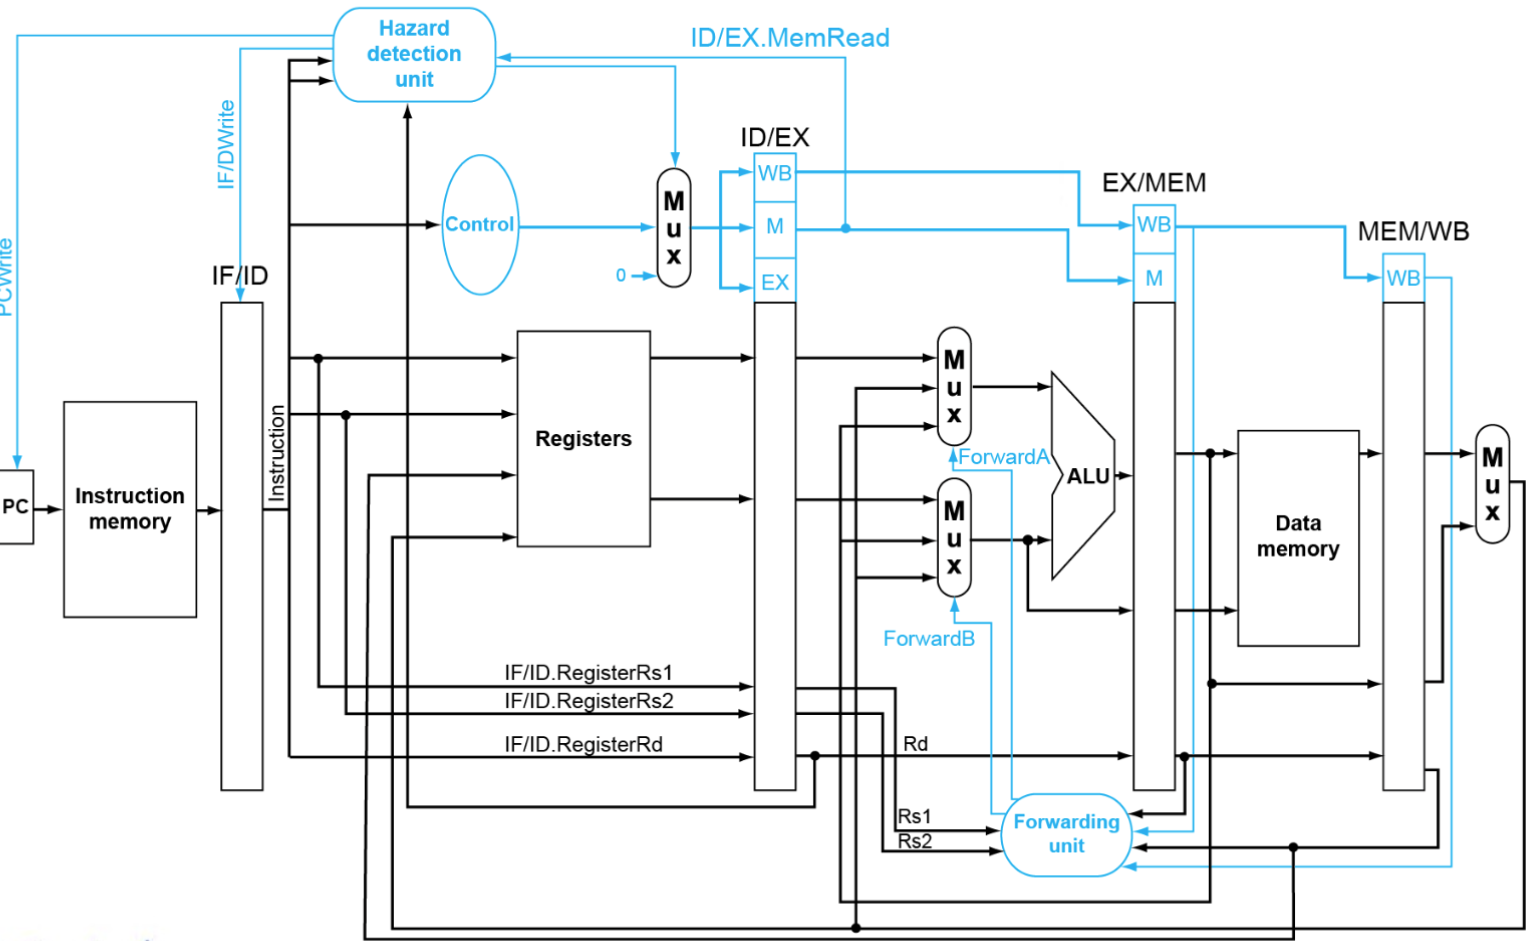 Hazard
detection
unit
ID/EX.MemRead
IF/DWrite
PCWrite
ID/EX
WB
M
EX
Control
M
u
x
0
EX/MEM
WB
M
MEM/WB
WB
IF/ID
Instruction
PC
Instruction
memory
Registers
M
u
x
ForwardA
M
u
x
ForwardB
ALU
Data
memory
M
u
x
IF/ID.RegisterRs1
IF/ID.RegisterRs2
IF/ID.RegisterRd
Rd
Rs1
Rs2
Forwarding
unit